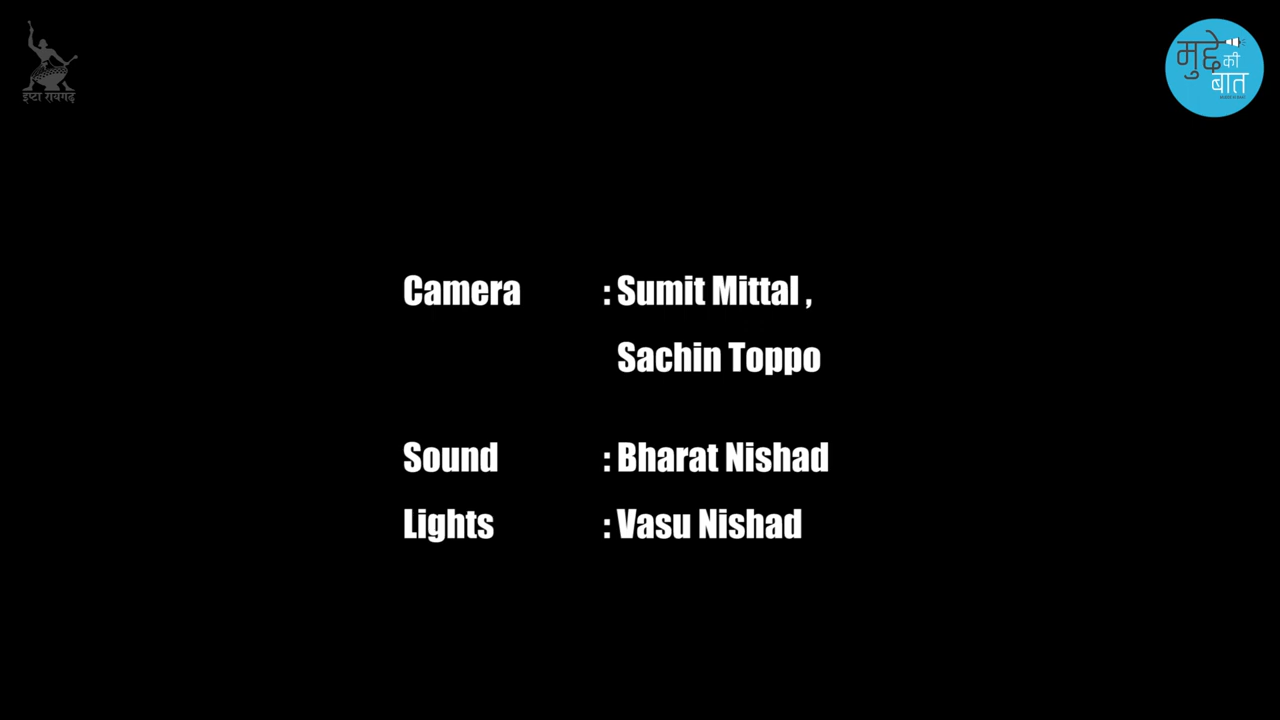 इप्टा रायगढ़
मुद्दे
की
बात
Camera : Sumit Mittal ,
Sachin Toppo
Sound : Bharat Nishad
Lights : Vasu Nishad